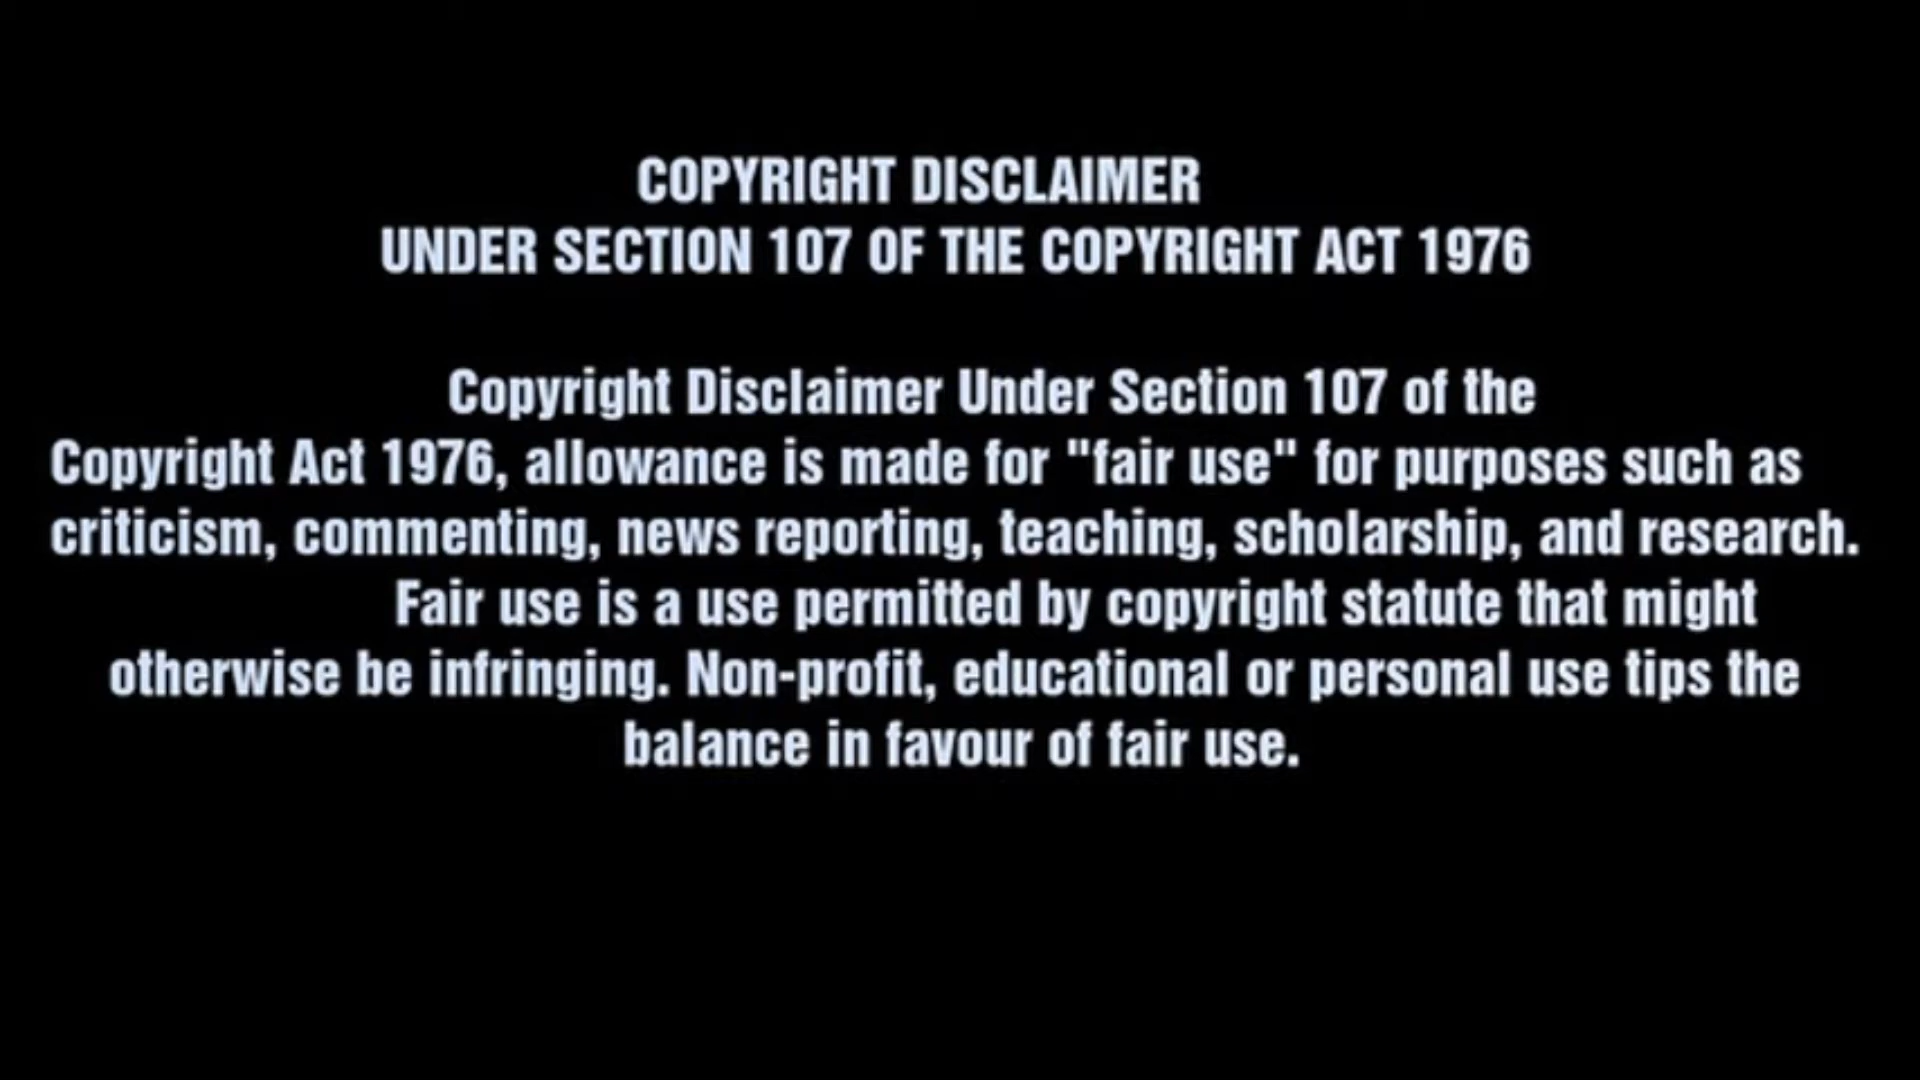 COPYRIGHT DISCLAIMER
UNDER SECTION 107 OF THE COPYRIGHT ACT 1976
Copyright Disclaimer Under Section 107 of the
Copyright Act 1976, allowance is made for "fair use" for purposes such as
criticism, commenting, news reporting, teaching, scholarship, and research.
Fair use is a use permitted by copyright statute that might
otherwise be infringing. Non-profit, educational or personal use tips the
balance in favour of fair use.